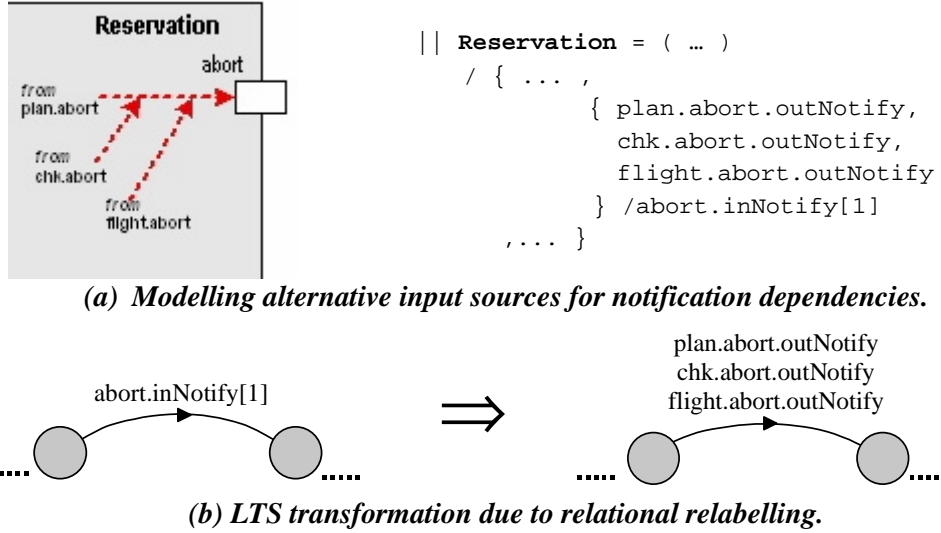 Reservation
abort
from
plan.abort
from
chk.abort
from
flight.abort
|| Reservation = ( … )
/ { ... ,
{ plan.abort.outNotify,
chk.abort.outNotify,
flight.abort.outNotify
} /abort.inNotify[1]
,... }
(a) Modelling alternative input sources for notification dependencies.
abort.inNotify[1]
⇒
plan.abort.outNotify
chk.abort.outNotify
flight.abort.outNotify
(b) LTS transformation due to relational relabelling.